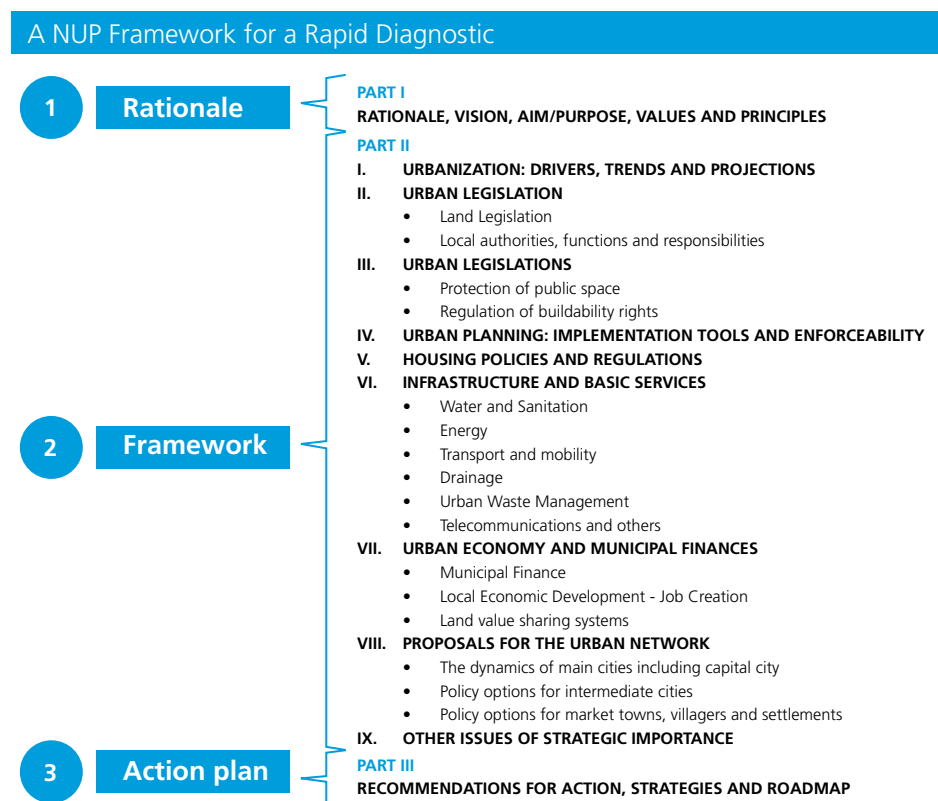 A NUP Framework for a Rapid Diagnostic
1 Rationale
PART I
RATIONALE, VISION, AIM/PURPOSE, VALUES AND PRINCIPLES
2 Framework
PART II
I. URBANIZATION: DRIVERS, TRENDS AND PROJECTIONS
II. URBAN LEGISLATION
• Land Legislation
• Local authorities, functions and responsibilities
III. URBAN LEGISLATIONS
• Protection of public space
• Regulation of buildability rights
IV. URBAN PLANNING: IMPLEMENTATION TOOLS AND ENFORCEABILITY
V. HOUSING POLICIES AND REGULATIONS
VI. INFRASTRUCTURE AND BASIC SERVICES
• Water and Sanitation
• Energy
• Transport and mobility
• Drainage
• Urban Waste Management
• Telecommunications and others
VII. URBAN ECONOMY AND MUNICIPAL FINANCES
• Municipal Finance
• Local Economic Development - Job Creation
• Land value sharing systems
VIII. PROPOSALS FOR THE URBAN NETWORK
• The dynamics of main cities including capital city
• Policy options for intermediate cities
• Policy options for market towns, villagers and settlements
IX. OTHER ISSUES OF STRATEGIC IMPORTANCE
3 Action plan
PART III
RECOMMENDATIONS FOR ACTION, STRATEGIES AND ROADMAP